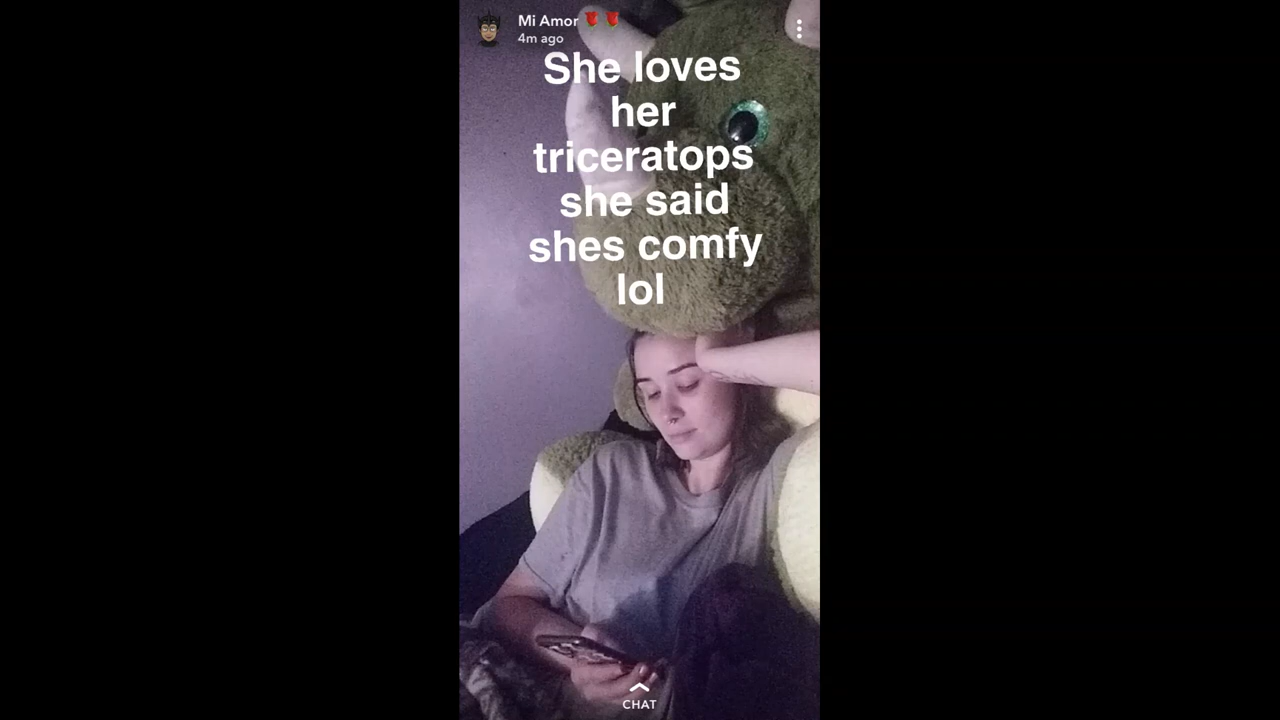 Mi Amor 🌹🌹
4m ago
She loves
her
triceratops
she said
shes comfy
lol
CHAT